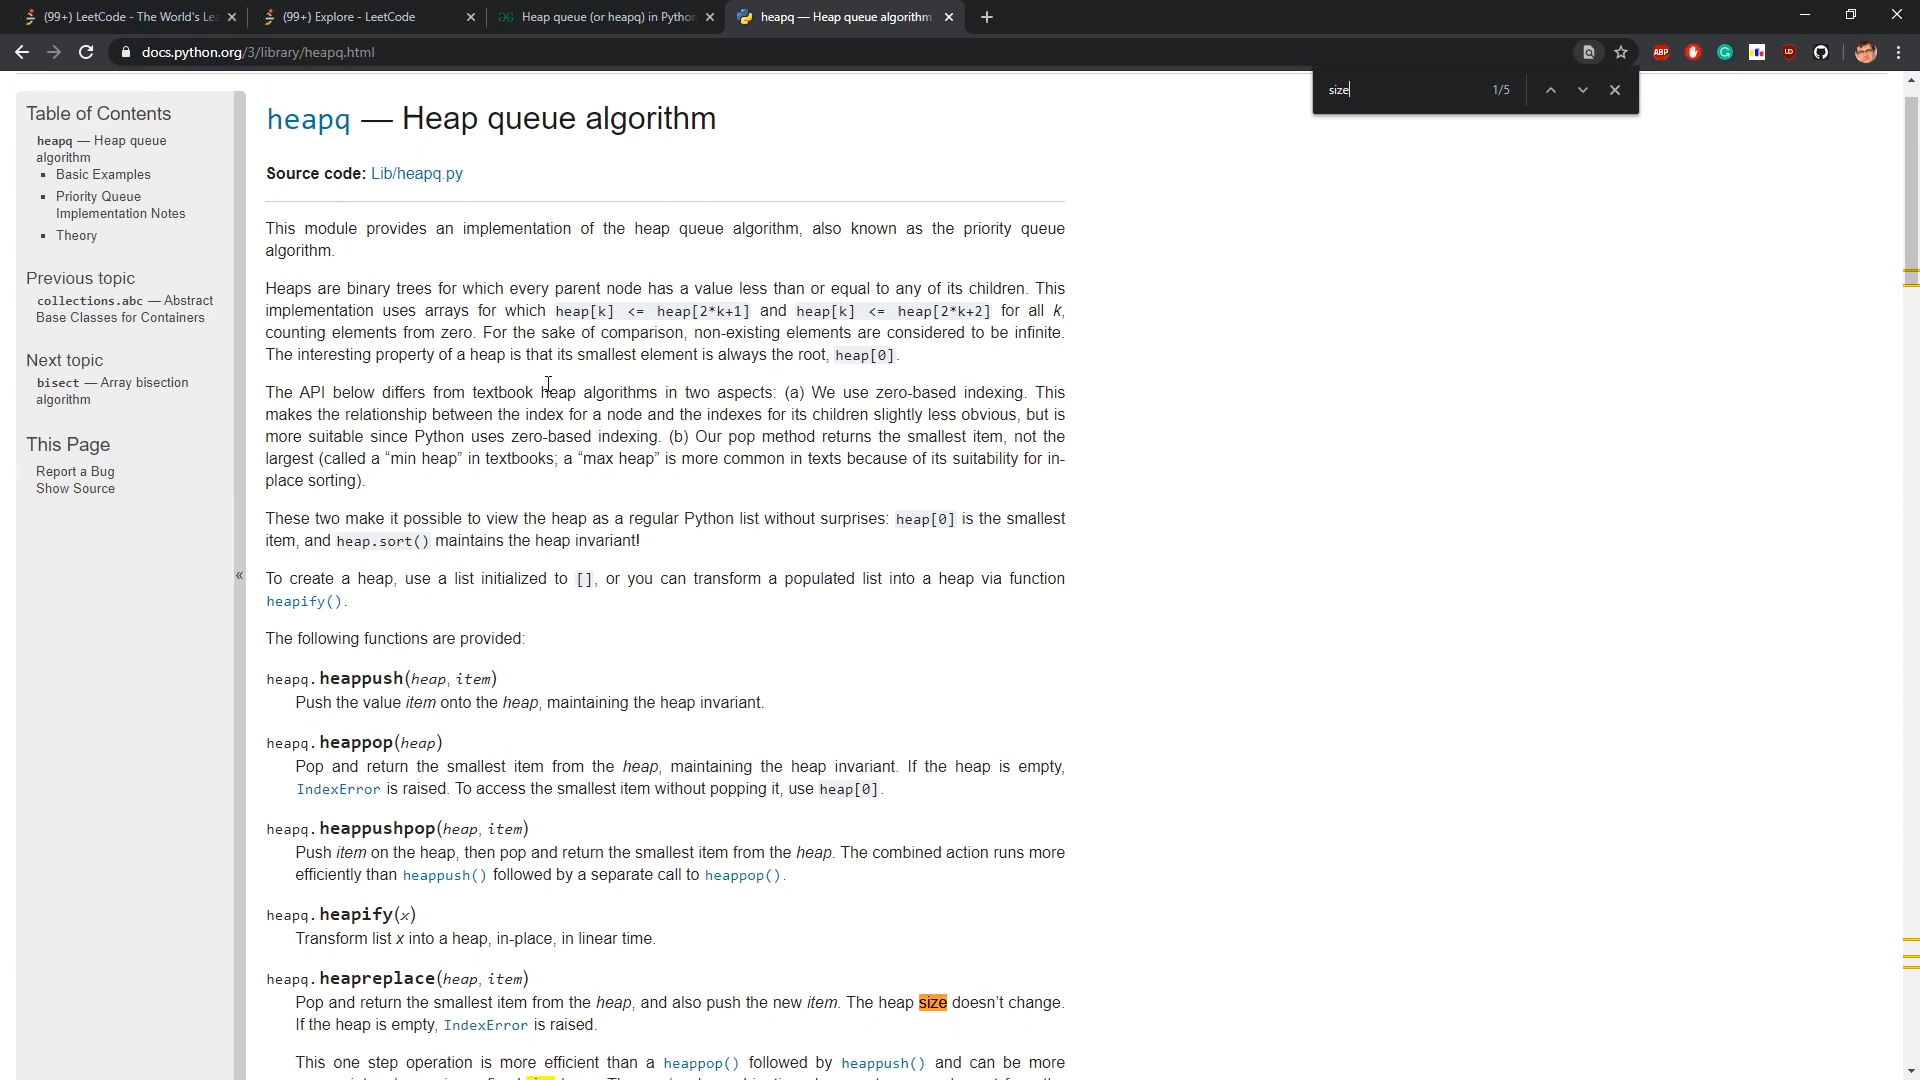 (99+) LeetCode - The World's Le
(99+) Explore - LeetCode
Heap queue (or heapq) in Python
heapq — Heap queue algorithm
docs.python.org/3/library/heapq.html
ABP
size
1/5
Table of Contents
heapq — Heap queue
algorithm
Basic Examples
Priority Queue
Implementation Notes
Theory
Previous topic
collections.abc — Abstract
Base Classes for Containers
Next topic
bisect — Array bisection
algorithm
This Page
Report a Bug
Show Source
«
heapq — Heap queue algorithm
Source code: Lib/heapq.py
This module provides an implementation of the heap queue algorithm, also known as the priority queue
algorithm.
Heaps are binary trees for which every parent node has a value less than or equal to any of its children. This
implementation uses arrays for which heap[k] <= heap[2*k+1] and heap[k] <= heap[2*k+2] for all k,
counting elements from zero. For the sake of comparison, non-existing elements are considered to be infinite.
The interesting property of a heap is that its smallest element is always the root, heap[0].
The API below differs from textbook heap algorithms in two aspects: (a) We use zero-based indexing. This
makes the relationship between the index for a node and the indexes for its children slightly less obvious, but is
more suitable since Python uses zero-based indexing. (b) Our pop method returns the smallest item, not the
largest (called a “min heap” in textbooks; a “max heap” is more common in texts because of its suitability for in-
place sorting).
These two make it possible to view the heap as a regular Python list without surprises: heap[0] is the smallest
item, and heap.sort() maintains the heap invariant!
To create a heap, use a list initialized to [], or you can transform a populated list into a heap via function
heapify().
The following functions are provided:
heapq.heappush(heap, item)
Push the value item onto the heap, maintaining the heap invariant.
heapq.heappop(heap)
Pop and return the smallest item from the heap, maintaining the heap invariant. If the heap is empty,
IndexError is raised. To access the smallest item without popping it, use heap[0].
heapq.heappushpop(heap, item)
Push item on the heap, then pop and return the smallest item from the heap. The combined action runs more
efficiently than heappush() followed by a separate call to heappop().
heapq.heapify(x)
Transform list x into a heap, in-place, in linear time.
heapq.heapreplace(heap, item)
Pop and return the smallest item from the heap, and also push the new item. The heap size doesn’t change.
If the heap is empty, IndexError is raised.
This one step operation is more efficient than a heappop() followed by heappush() and can be more